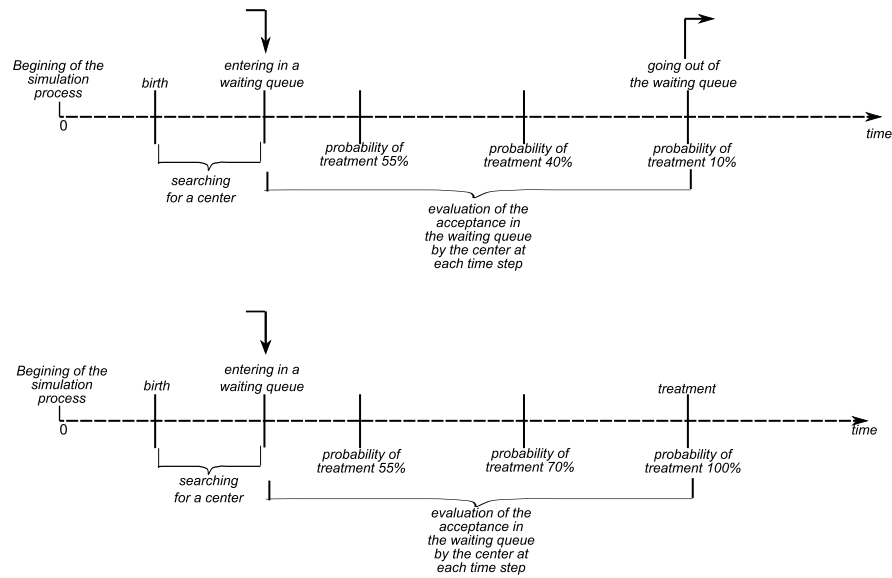 Begining of the
simulation
process
birth
entering in a
waiting queue
going out of
the waiting queue
0
time
probability of
treatment 55%
probability of
treatment 40%
probability of
treatment 10%
searching
for a center
evaluation of the
acceptance in
the waiting queue
by the center at
each time step
Begining of the
simulation
process
birth
entering in a
waiting queue
treatment
0
time
probability of
treatment 55%
probability of
treatment 70%
probability of
treatment 100%
searching
for a center
evaluation of the
acceptance in
the waiting queue
by the center at
each time step